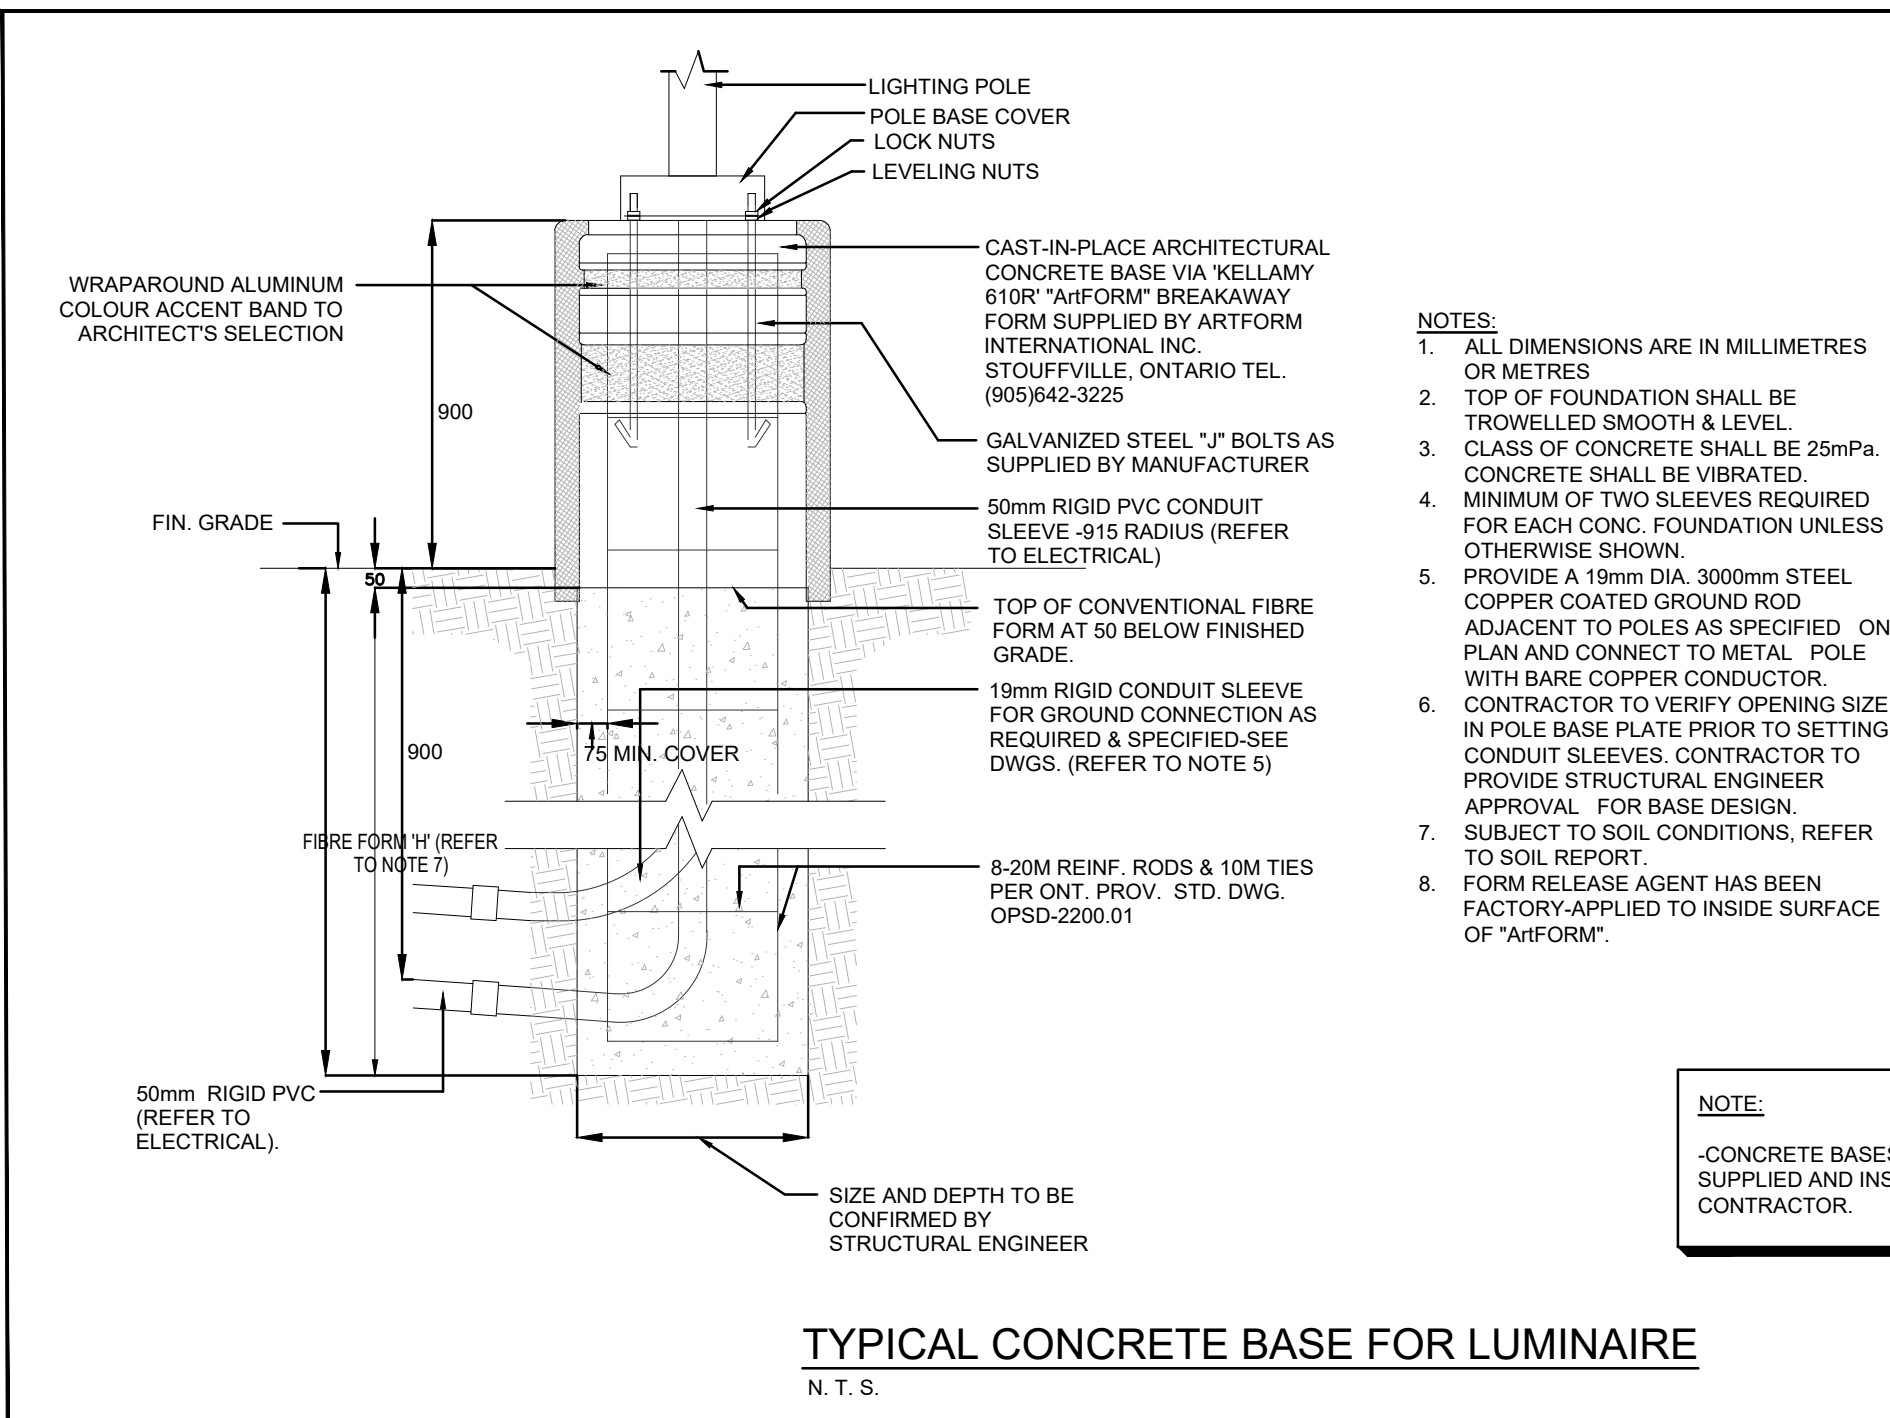 LIGHTING POLE
POLE BASE COVER
LOCK NUTS
LEVELING NUTS
WRAPAROUND ALUMINUM
COLOUR ACCENT BAND TO
ARCHITECT'S SELECTION
900
FIN. GRADE
50
900
75 MIN. COVER
FIBRE FORM 'H' (REFER
TO NOTE 7)
50mm RIGID PVC
(REFER TO
ELECTRICAL).
CAST-IN-PLACE ARCHITECTURAL
CONCRETE BASE VIA 'KELLAMY
610R' "ArtFORM" BREAKAWAY
FORM SUPPLIED BY ARTFORM
INTERNATIONAL INC.
STOUFFVILLE, ONTARIO TEL.
(905)642-3225
GALVANIZED STEEL "J" BOLTS AS
SUPPLIED BY MANUFACTURER
50mm RIGID PVC CONDUIT
SLEEVE -915 RADIUS (REFER
TO ELECTRICAL)
TOP OF CONVENTIONAL FIBRE
FORM AT 50 BELOW FINISHED
GRADE.
19mm RIGID CONDUIT SLEEVE
FOR GROUND CONNECTION AS
REQUIRED & SPECIFIED-SEE
DWGS. (REFER TO NOTE 5)
8-20M REINF. RODS & 10M TIES
PER ONT. PROV. STD. DWG.
OPSD-2200.01
SIZE AND DEPTH TO BE
CONFIRMED BY
STRUCTURAL ENGINEER
NOTES:
1. ALL DIMENSIONS ARE IN MILLIMETRES
OR METRES
2. TOP OF FOUNDATION SHALL BE
TROWELLED SMOOTH & LEVEL.
3. CLASS OF CONCRETE SHALL BE 25mPa.
CONCRETE SHALL BE VIBRATED.
4. MINIMUM OF TWO SLEEVES REQUIRED
FOR EACH CONC. FOUNDATION UNLESS
OTHERWISE SHOWN.
5. PROVIDE A 19mm DIA. 3000mm STEEL
COPPER COATED GROUND ROD
ADJACENT TO POLES AS SPECIFIED ON
PLAN AND CONNECT TO METAL POLE
WITH BARE COPPER CONDUCTOR.
6. CONTRACTOR TO VERIFY OPENING SIZE
IN POLE BASE PLATE PRIOR TO SETTING
CONDUIT SLEEVES. CONTRACTOR TO
PROVIDE STRUCTURAL ENGINEER
APPROVAL FOR BASE DESIGN.
7. SUBJECT TO SOIL CONDITIONS, REFER
TO SOIL REPORT.
8. FORM RELEASE AGENT HAS BEEN
FACTORY-APPLIED TO INSIDE SURFACE
OF "ArtFORM".
NOTE:
-CONCRETE BASES
SUPPLIED AND INS
CONTRACTOR.
TYPICAL CONCRETE BASE FOR LUMINAIRE
N. T. S.